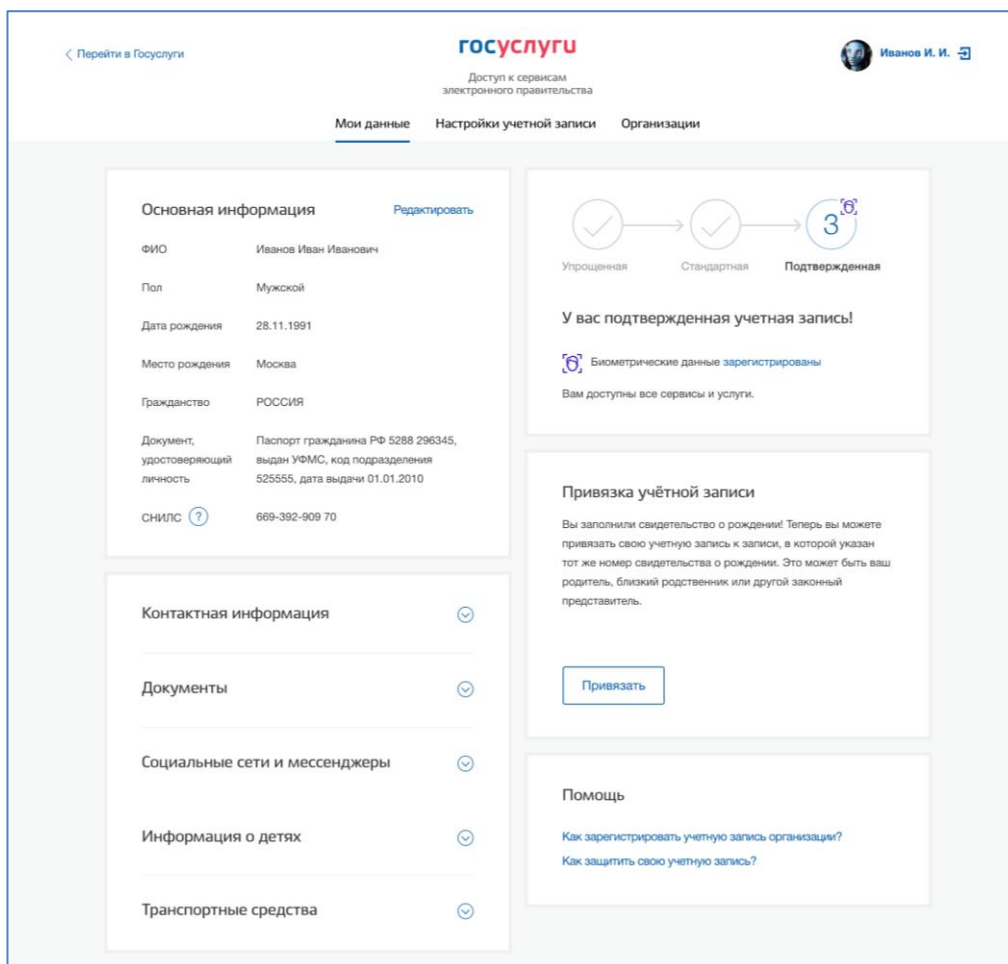 Перейти в Госуслуги
госуслуги
Иванов И. И.
Доступ к сервисам
электронного правительства
Мои данные Настройки учетной записи Организации
Основная информация Редактировать
ФИО Иванов Иван Иванович
Пол Мужской
Дата рождения 28.11.1991
Место рождения Москва
Гражданство РОССИЯ
Документ, Паспорт гражданина РФ 5288 296345,
удостоверяющий выдан УФМС, код подразделения
личность 525555, дата выдачи 01.01.2010
СНИЛС ? 669-392-909 70
Контактная информация
Документы
Социальные сети и мессенджеры
Информация о детях
Транспортные средства
3
Упрощенная Стандартная Подтвержденная
У вас подтвержденная учетная запись!
Биометрические данные зарегистрированы
Вам доступны все сервисы и услуги.
Привязка учётной записи
Вы заполнили свидетельство о рождении! Теперь вы можете
привязать свою учетную запись к записи, в которой указан
тот же номер свидетельства о рождении. Это может быть ваш
родитель, близкий родственник или другой законный
представитель.
Привязать
Помощь
Как зарегистрировать учетную запись организации?
Как защитить свою учетную запись?